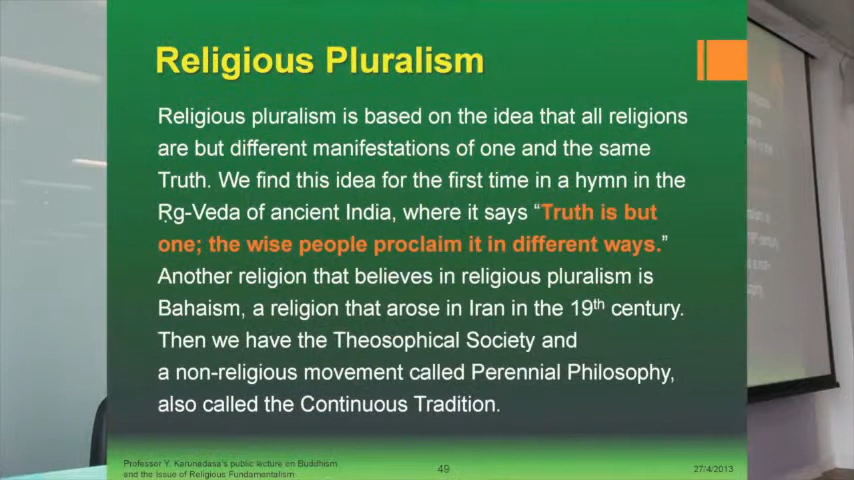 Religious Pluralism
Religious pluralism is based on the idea that all religions
are but different manifestations of one and the same
Truth. We find this idea for the first time in a hymn in the
Ṛg-Veda of ancient India, where it says “Truth is but
one; the wise people proclaim it in different ways.”
Another religion that believes in religious pluralism is
Bahaism, a religion that arose in Iran in the 19th century.
Then we have the Theosophical Society and
a non-religious movement called Perennial Philosophy,
also called the Continuous Tradition.
Professor Y. Karunadasa's public lecture on Buddhism
and the Issue of Religious Fundamentalism
49
27/4/2013